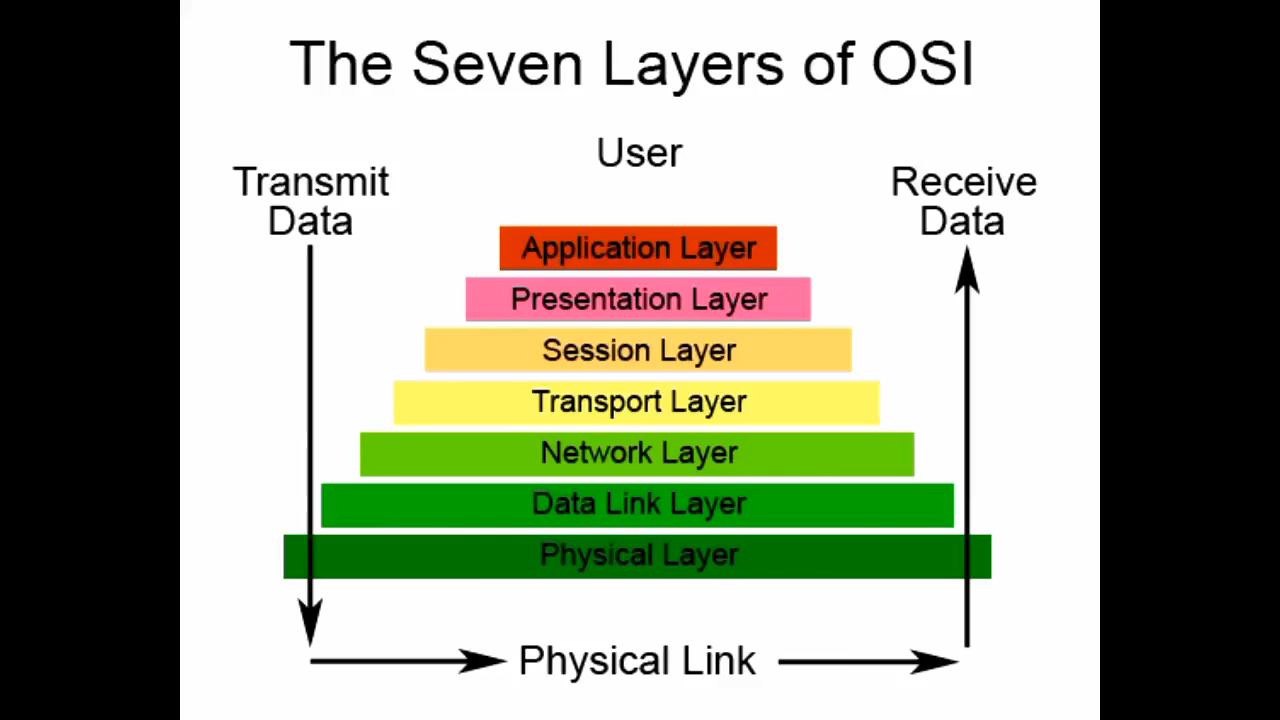 The Seven Layers of OSI
User
Transmit
Data
Receive
Data
Application Layer
Presentation Layer
Session Layer
Transport Layer
Network Layer
Data Link Layer
Physical Layer
Physical Link